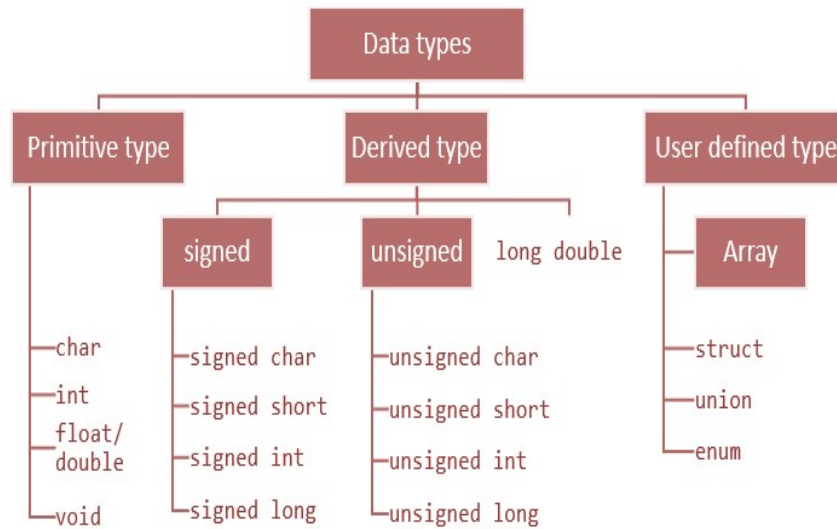 Data types
Primitive type
Derived type
User defined type
signed
unsigned
long double
Array
char
int
float/
double
void
signed char
signed short
signed int
signed long
unsigned char
unsigned short
unsigned int
unsigned long
struct
union
enum